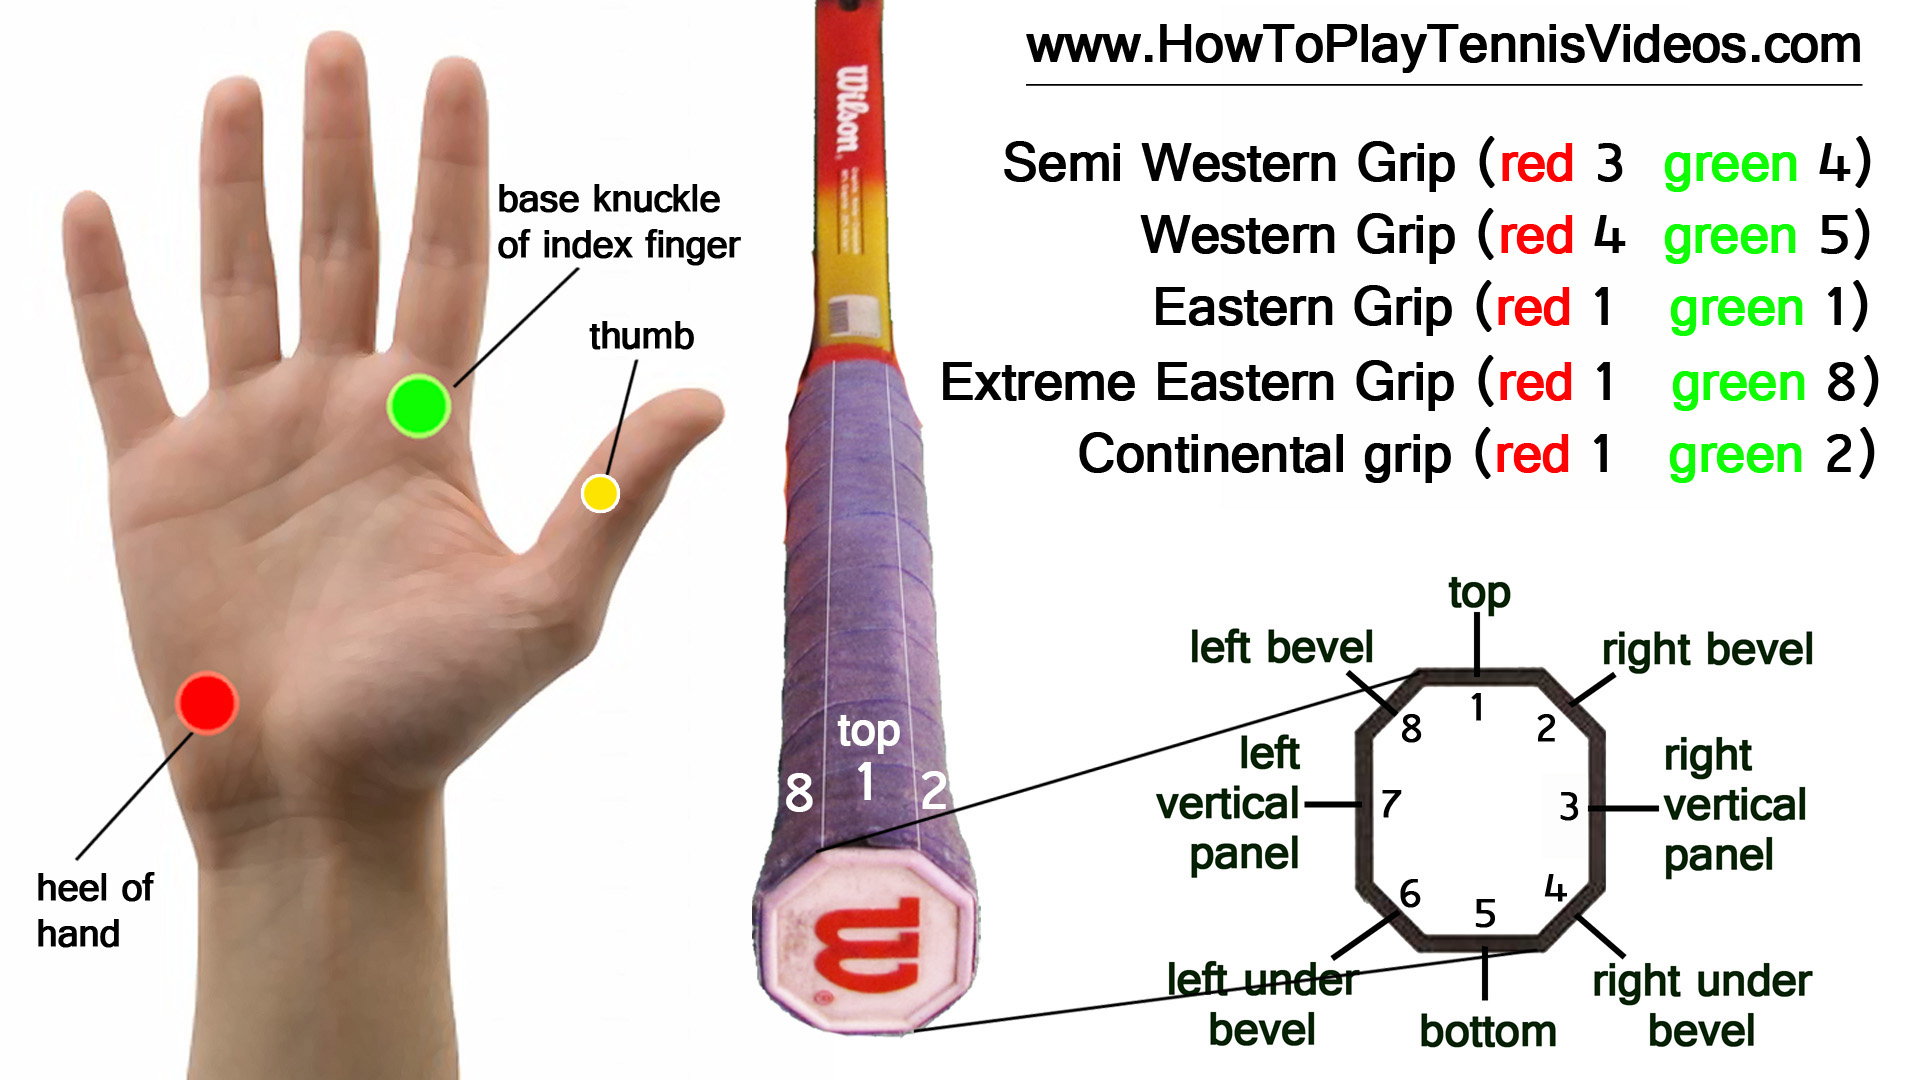 www.HowToPlayTennisVideos.com
Semi Western Grip (red 3 green 4)
Western Grip (red 4 green 5)
Eastern Grip (red 1 green 1)
Extreme Eastern Grip (red 1 green 8)
Continental grip (red 1 green 2)
base knuckle
of index finger
thumb
heel of
hand
Wilson
top
8 1 2
®
top
left bevel
right bevel
left
vertical
panel
right
vertical
panel
8 1 2
7 3
6 5 4
left under
bevel
bottom
right under
bevel